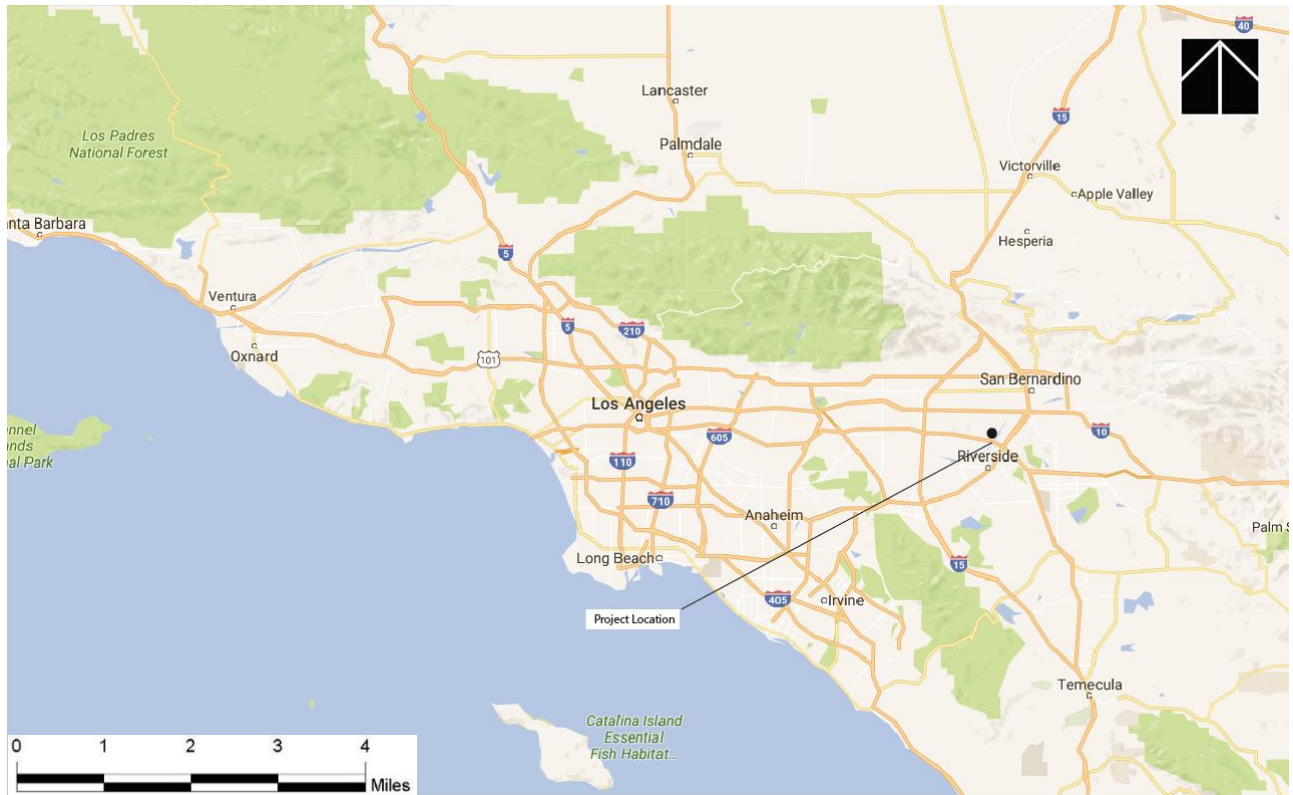 40
Lancaster
15
Los Padres
National Forest
Palmdale
Victorville
Apple Valley
nta Barbara
Hesperia
5
Ventura
5
210
Oxnard
101
San Bernardino
Los Angeles
nnel
ands
al Park
605
10
110
Riverside
710
Anaheim
Palm S
Long Beach
15
405
Irvine
Project Location
Temecula
Catalina Island
Essential
Fish Habitat...
0 1 2 3 4
Miles